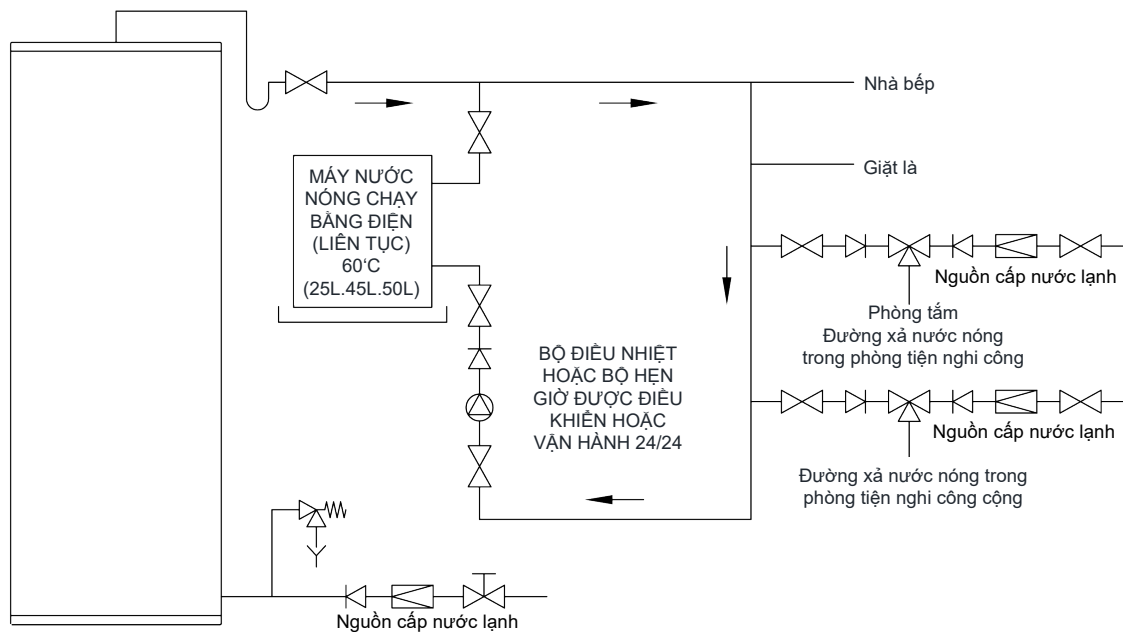 Nhà bếp
Giặt là
MÁY NƯỚC
NÓNG CHẠY
BẰNG ĐIỆN
(LIÊN TỤC)
60‘C
(25L.45L.50L)
Nguồn cấp nước lạnh
Phòng tắm
Đường xả nước nóng
trong phòng tiện nghi công
BỘ ĐIỀU NHIỆT
HOẶC BỘ HẸN
GIỜ ĐƯỢC ĐIỀU
KHIỂN HOẶC
VẬN HÀNH 24/24
Nguồn cấp nước lạnh
Đường xả nước nóng trong
phòng tiện nghi công cộng
Nguồn cấp nước lạnh